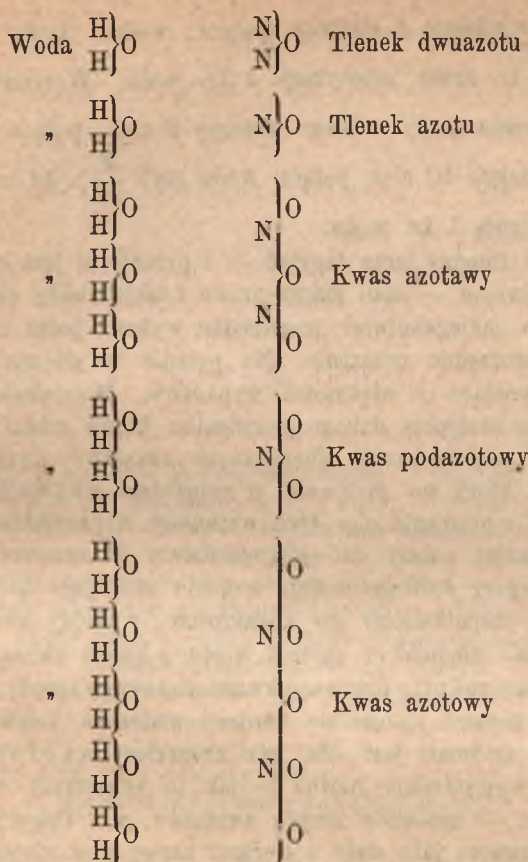 H
Woda H}O N N}O Tlenek dwuazotu
H
„ H}O N}O Tlenek azotu
H
H}O O
N
H
„ H}O O Kwas azotawy
N
H
H}O O
H
H}O O
„ N Kwas podazotowy
H
H}O O
H
H}O O
N
H
H}O O
H
„ H}O O Kwas azotowy
H
H}O N O
H
H}O O